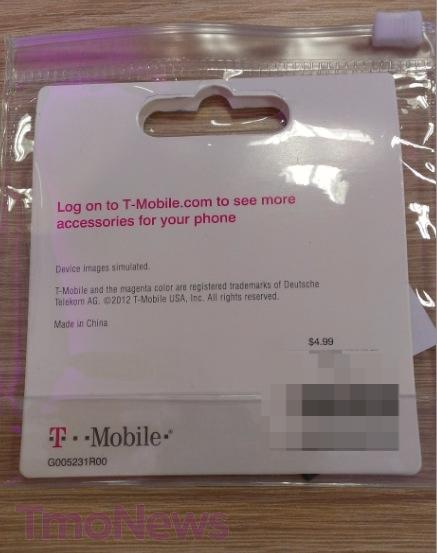 Log on to T-Mobile.com to see more
accessories for your phone
Device images simulated.
T-Mobile and the magenta color are registered trademarks of Deutsche
Telekom AG. ©2012 T-Mobile USA, Inc. All rights reserved.
Made in China
$4.99
T··Mobile·®
G005231R00
TmoNews